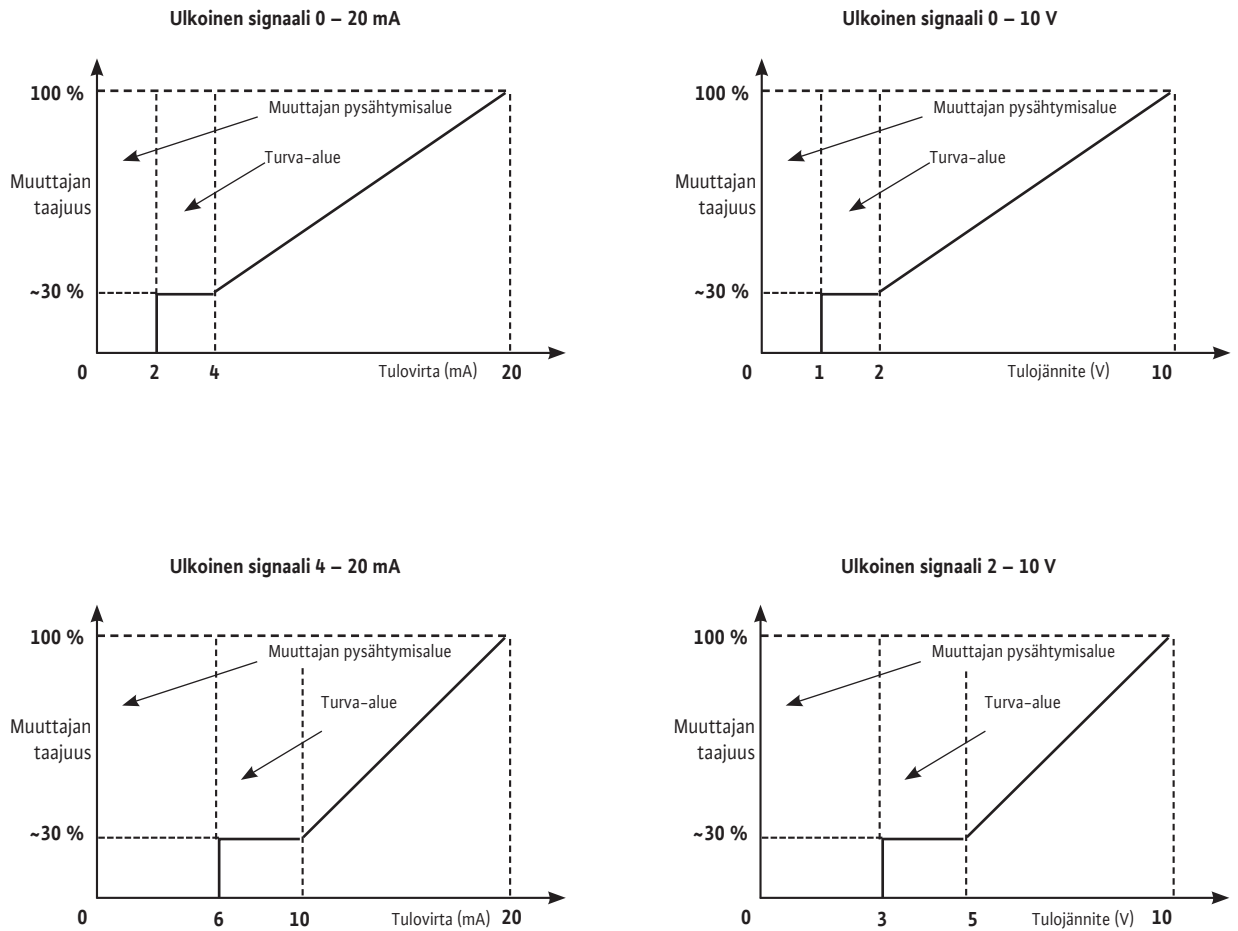 Ulkoinen signaali 0 – 20 mA
100 %
Muuttajan pysähtymisalue
Turva-alue
Muuttajan
taajuus
~30 %
0
2
4
Tulovirta (mA)
20
Ulkoinen signaali 0 – 10 V
100 %
Muuttajan pysähtymisalue
Turva-alue
Muuttajan
taajuus
~30 %
0
1
2
Tulojännite (V)
10
Ulkoinen signaali 4 – 20 mA
100 %
Muuttajan pysähtymisalue
Turva-alue
Muuttajan
taajuus
~30 %
0
6
10
Tulovirta (mA)
20
Ulkoinen signaali 2 – 10 V
100 %
Muuttajan pysähtymisalue
Turva-alue
Muuttajan
taajuus
~30 %
0
3
5
Tulojännite (V)
10